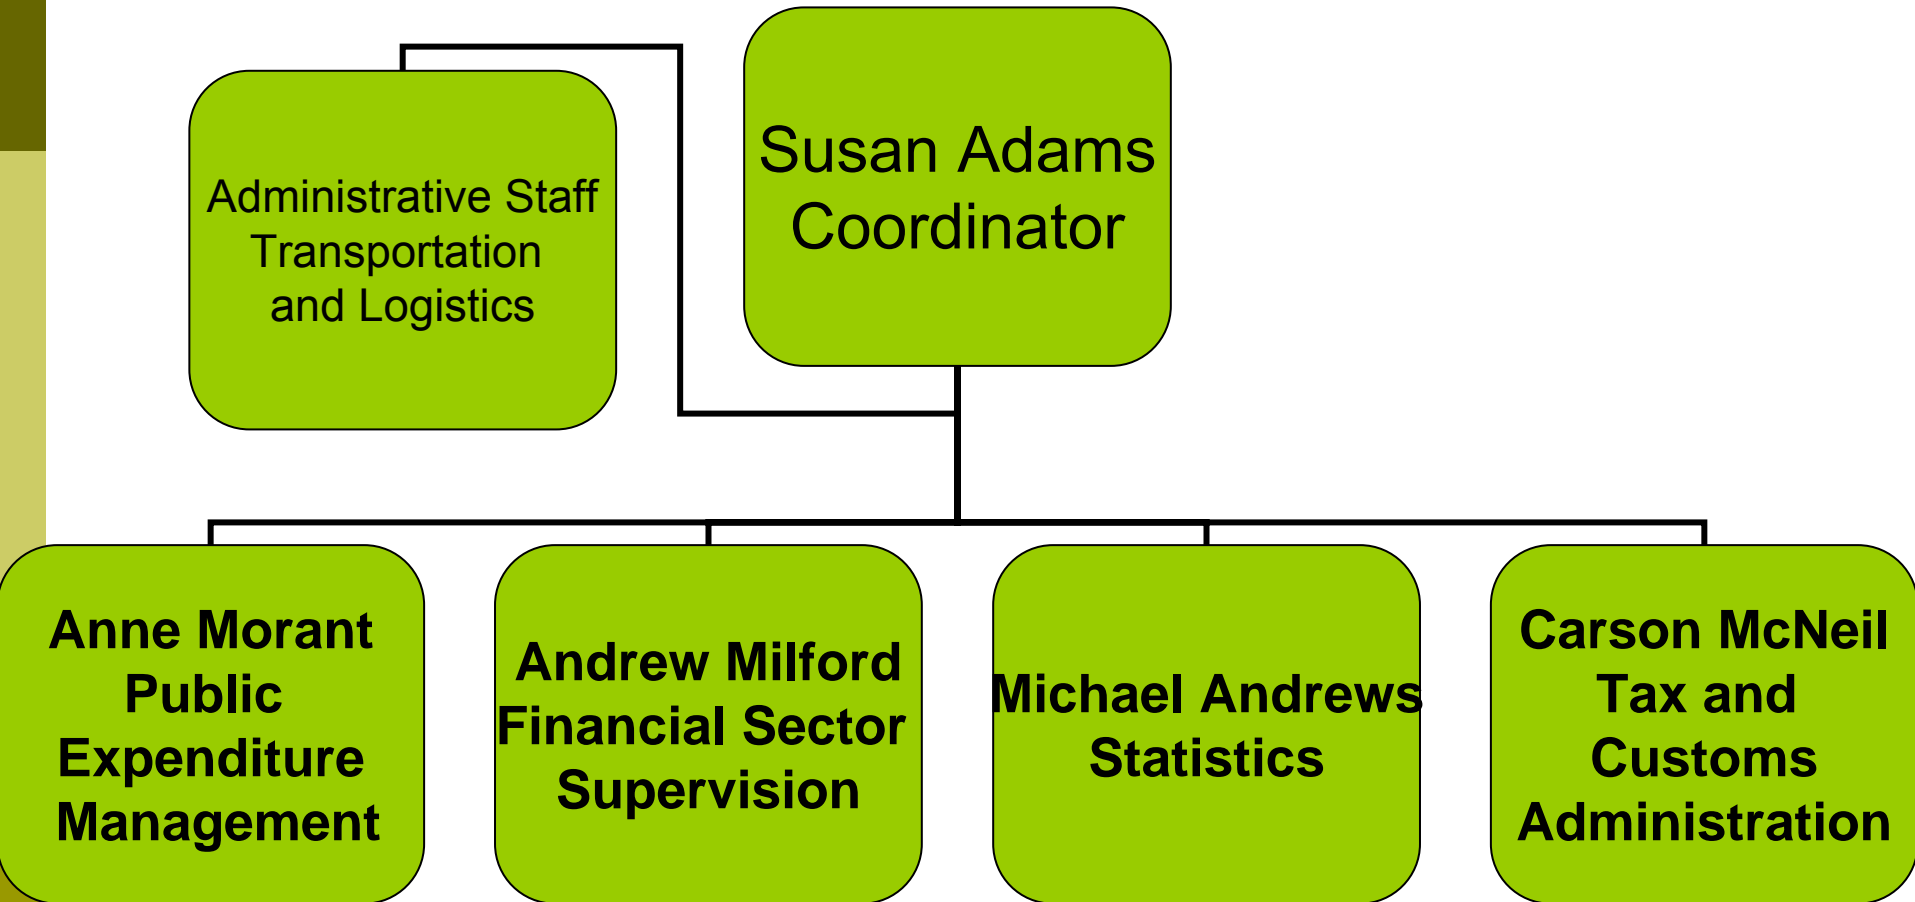 Susan Adams
Coordinator
Administrative Staff
Transportation
and Logistics
Anne Morant
Public
Expenditure
Management
Andrew Milford
Financial Sector
Supervision
Michael Andrews
Statistics
Carson McNeil
Tax and
Customs
Administration